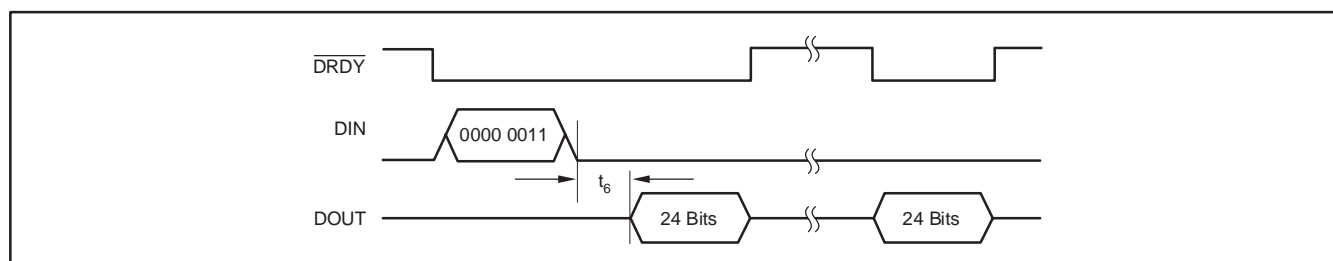 DRDY
DIN
0000 0011
t6
DOUT
24 Bits
24 Bits